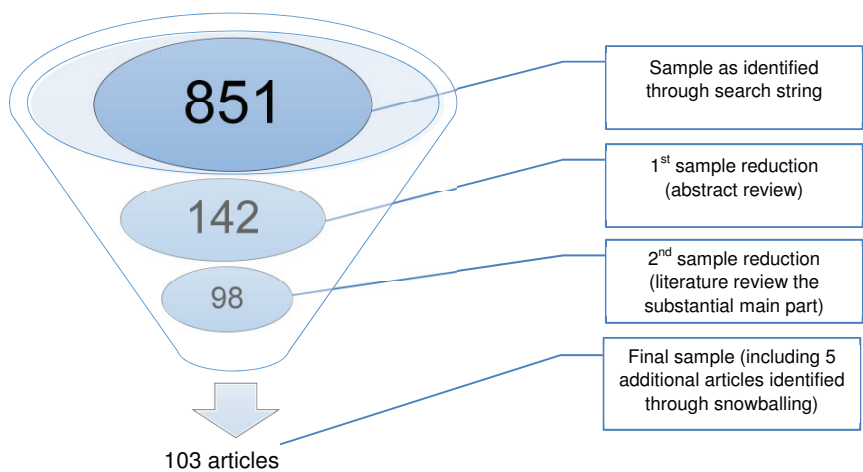 851
Sample as identified
through search string
142
1st sample reduction
(abstract review)
98
2nd sample reduction
(literature review the
substantial main part)
Final sample (including 5
additional articles identified
through snowballing)
103 articles